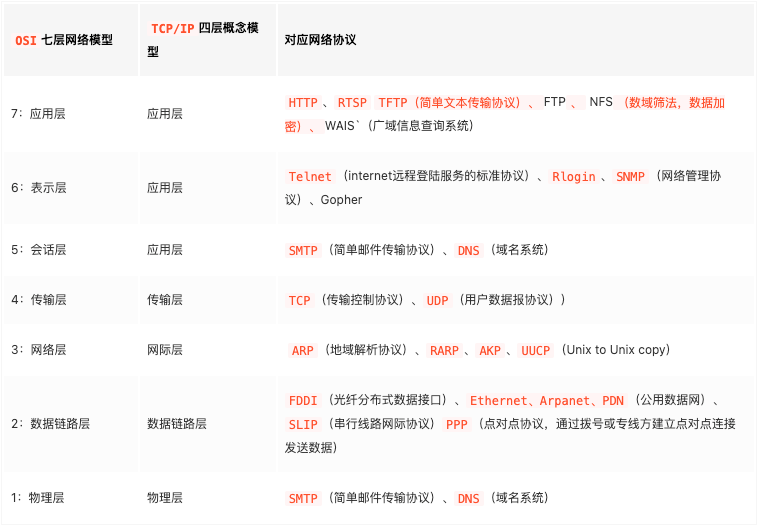 OSI 七层网络模型
TCP/IP 四层概念模
型
对应网络协议
7：应用层
应用层
HTTP 、 RTSP TFTP（简单文本传输协议）、 FTP 、 NFS （数域筛法，数据加
密）、 WAIS`（广域信息查询系统）
6：表示层
应用层
Telnet （internet远程登陆服务的标准协议）、 Rlogin 、 SNMP （网络管理协
议）、Gopher
5：会话层
应用层
SMTP （简单邮件传输协议）、 DNS （域名系统）
4：传输层
传输层
TCP （传输控制协议）、 UDP （用户数据报协议））
3：网络层
网际层
ARP （地域解析协议）、 RARP 、 AKP 、 UUCP （Unix to Unix copy）
2：数据链路层
数据链路层
FDDI （光纤分布式数据接口）、 Ethernet、Arpanet、PDN （公用数据网）、
SLIP （串行线路网际协议） PPP （点对点协议，通过拨号或专线方建立点对点连接
发送数据）
1：物理层
物理层
SMTP （简单邮件传输协议）、 DNS （域名系统）